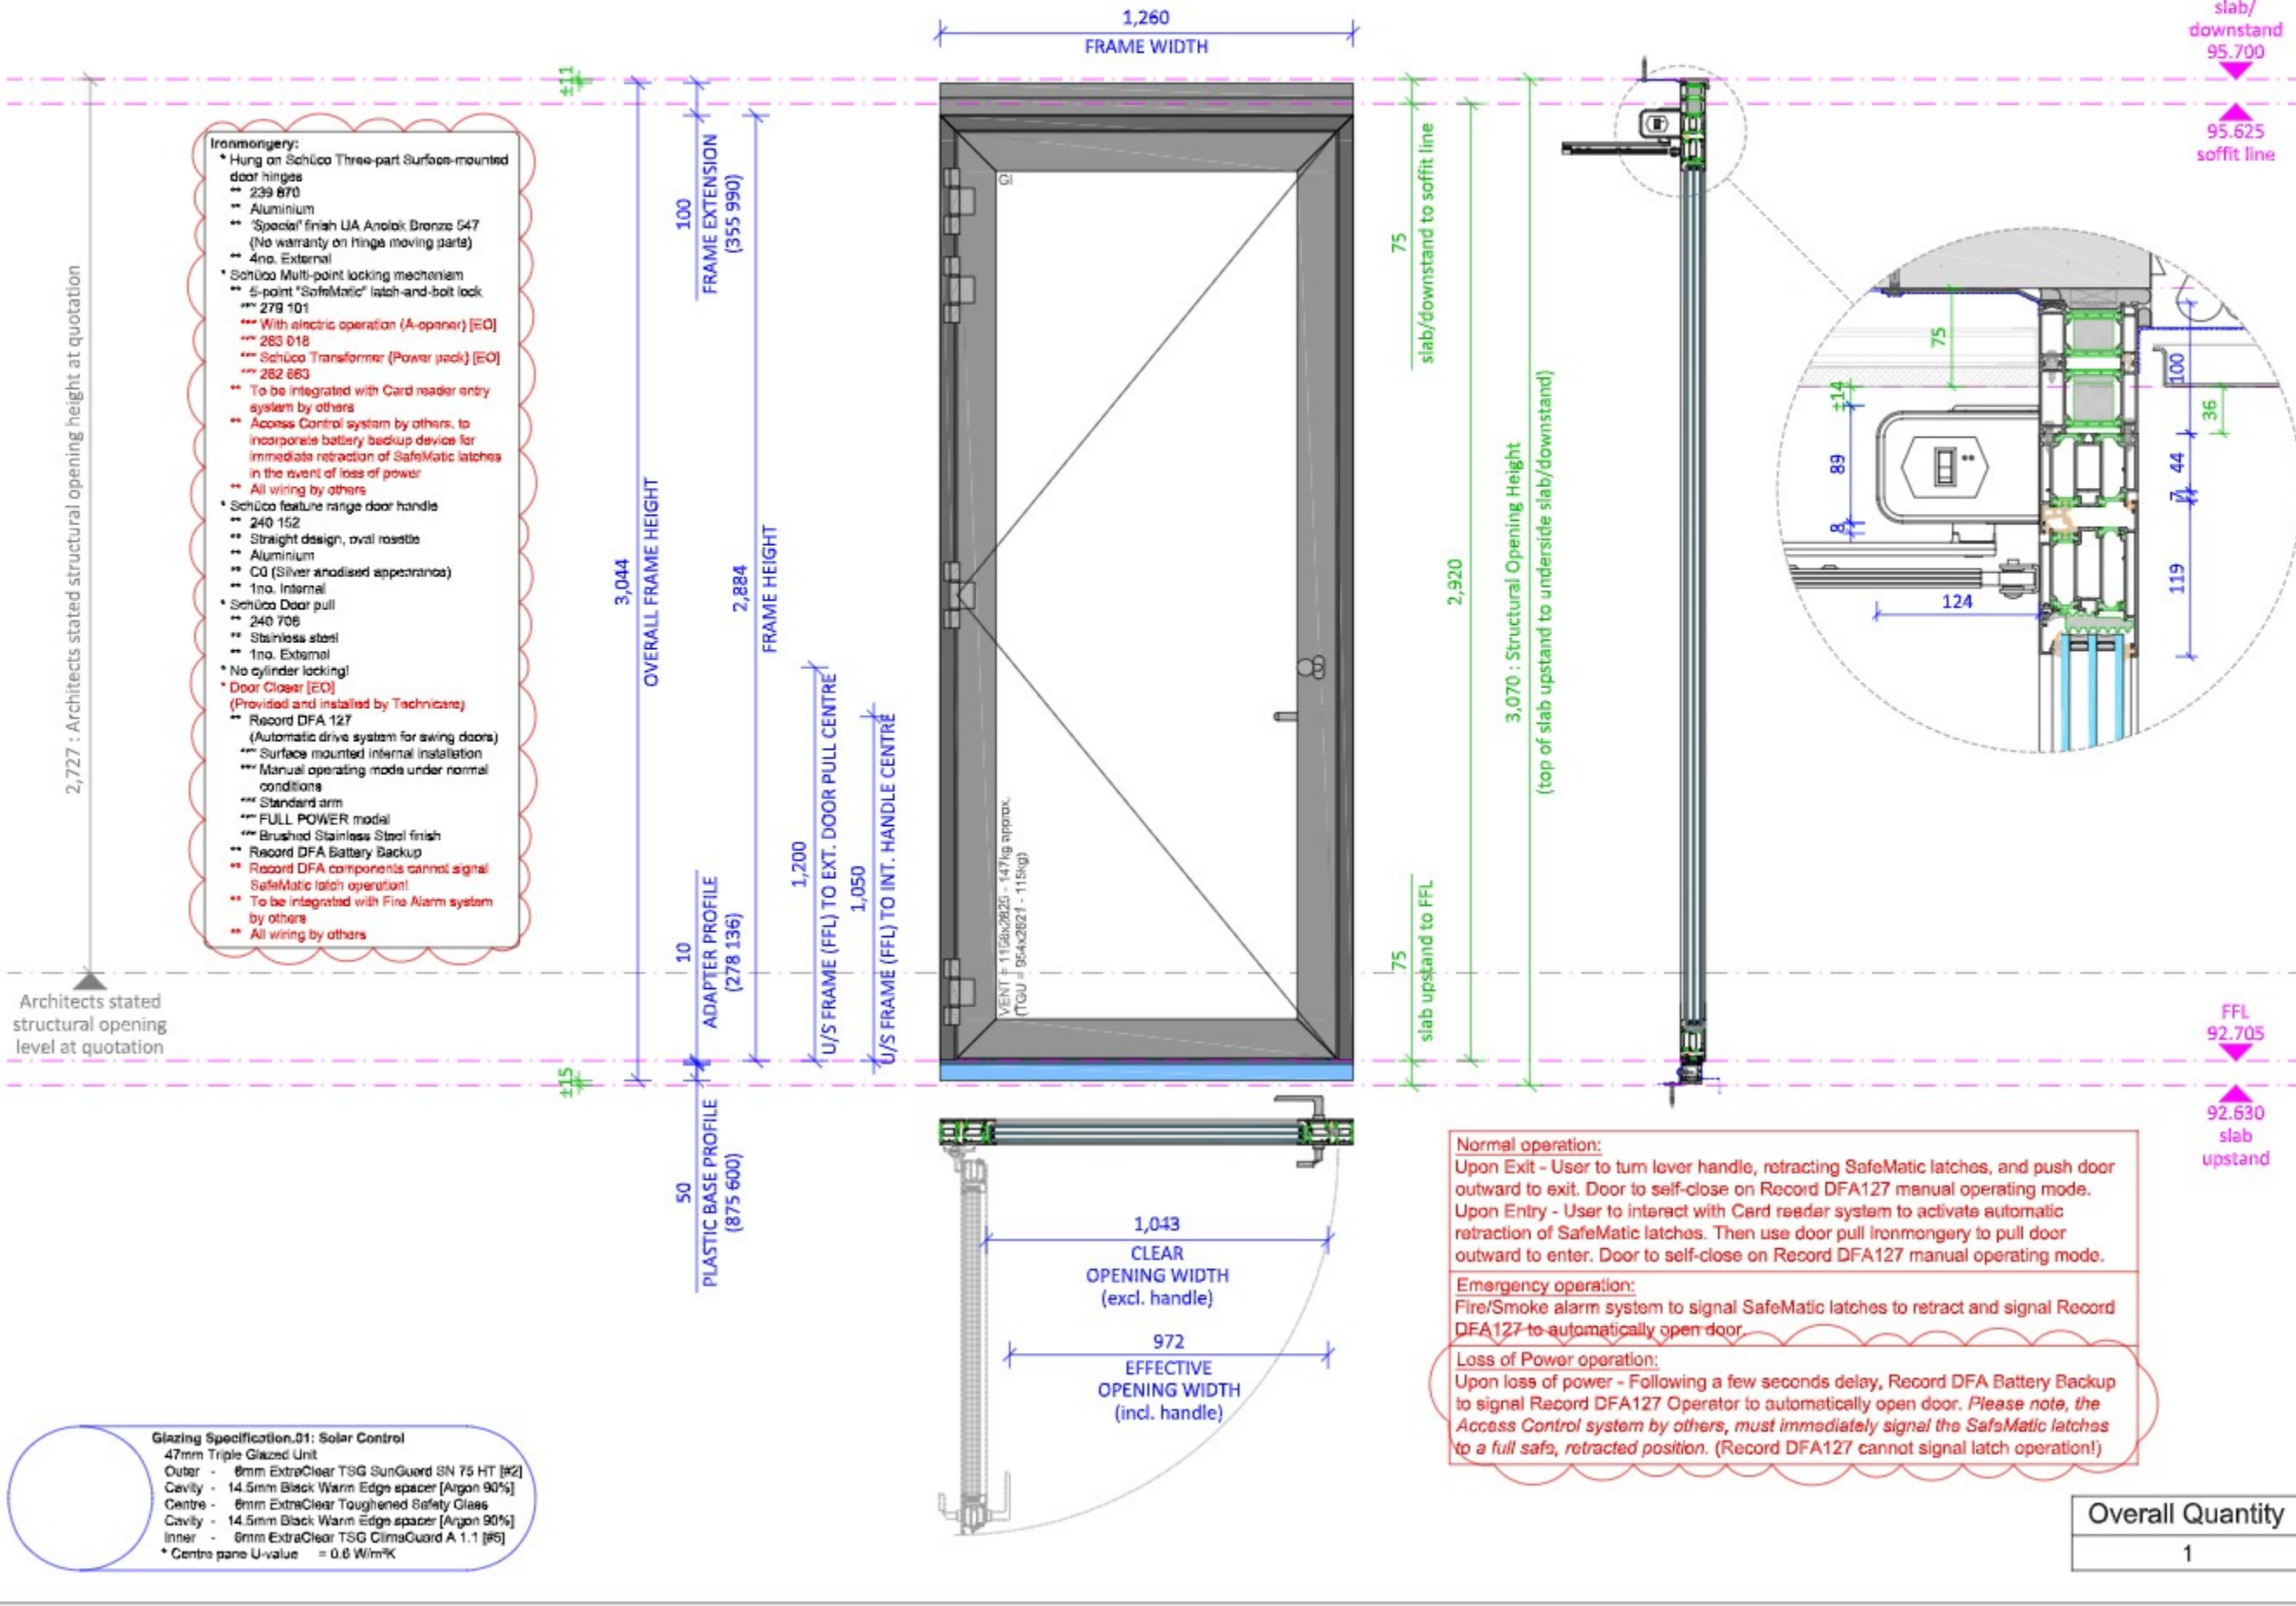 1,260
FRAME WIDTH
slab/
downstand
95.700
95.625
soffit line
±11
Ironmongery:
* Hung on Schüco Three-part Surface-mounted
door hinges
** 239 870
** Aluminium
** 'Special' finish UA Anolok Bronze 547
(No warranty on hinge moving parts)
** 4no. External
* Schüco Multi-point locking mechanism
** 5-point "SafeMatic" latch-and-bolt lock
*** 279 101
*** With electric operation (A-opener) [EO]
*** 263 018
*** Schüco Transformer (Power pack) [EO]
*** 262 663
** To be integrated with Card reader entry
system by others
** Access Control system by others, to
incorporate battery backup device for
immediate retraction of SafeMatic latches
in the event of loss of power
** All wiring by others
* Schüco feature range door handle
** 240 152
** Straight design, oval rosette
** Aluminium
** C0 (Silver anodised appearance)
** 1no. Internal
* Schüco Door pull
** 240 706
** Stainless steel
** 1no. External
* No cylinder locking!
* Door Closer [EO]
(Provided and installed by Technicare)
** Record DFA 127
(Automatic drive system for swing doors)
*** Surface mounted internal installation
*** Manual operating mode under normal
conditions
*** Standard arm
*** FULL POWER model
*** Brushed Stainless Steel finish
** Record DFA Battery Backup
** Record DFA components cannot signal
SafeMatic latch operation!
** To be integrated with Fire Alarm system
by others
** All wiring by others
2,727 : Architects stated structural opening height at quotation
Architects stated
structural opening
level at quotation
±15
3,044
OVERALL FRAME HEIGHT
100
FRAME EXTENSION
(355 990)
2,884
FRAME HEIGHT
10
ADAPTER PROFILE
(278 136)
50
PLASTIC BASE PROFILE
(875 600)
1,200
U/S FRAME (FFL) TO EXT. DOOR PULL CENTRE
1,050
U/S FRAME (FFL) TO INT. HANDLE CENTRE
GI
VENT = 1158x2825 - 147kg approx.
(TGU = 954x2621 - 115kg)
75
slab/downstand to soffit line
75
slab upstand to FFL
2,920
3,070 : Structural Opening Height
(top of slab upstand to underside slab/downstand)
75
±14
89
8
124
100
36
44
7
119
FFL
92.705
92.630
slab
upstand
1,043
CLEAR
OPENING WIDTH
(excl. handle)
972
EFFECTIVE
OPENING WIDTH
(incl. handle)
Normal operation:
Upon Exit - User to turn lever handle, retracting SafeMatic latches, and push door
outward to exit. Door to self-close on Record DFA127 manual operating mode.
Upon Entry - User to interact with Card reader system to activate automatic
retraction of SafeMatic latches. Then use door pull ironmongery to pull door
outward to enter. Door to self-close on Record DFA127 manual operating mode.
Emergency operation:
Fire/Smoke alarm system to signal SafeMatic latches to retract and signal Record
DFA127 to automatically open door.
Loss of Power operation:
Upon loss of power - Following a few seconds delay, Record DFA Battery Backup
to signal Record DFA127 Operator to automatically open door. Please note, the
Access Control system by others, must immediately signal the SafeMatic latches
to a full safe, retracted position. (Record DFA127 cannot signal latch operation!)
Glazing Specification.01: Solar Control
47mm Triple Glazed Unit
Outer - 6mm ExtraClear TSG SunGuard SN 75 HT [#2]
Cavity - 14.5mm Black Warm Edge spacer [Argon 90%]
Centre - 6mm ExtraClear Toughened Safety Glass
Cavity - 14.5mm Black Warm Edge spacer [Argon 90%]
Inner - 6mm ExtraClear TSG ClimaGuard A 1.1 [#5]
* Centre pane U-value = 0.6 W/m²K
Overall Quantity
1